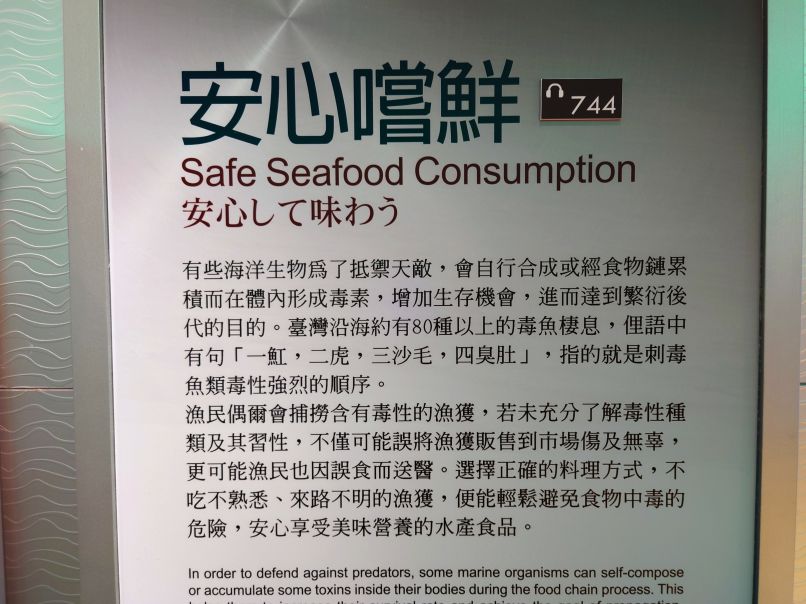 安心嚐鮮
744
Safe Seafood Consumption
安心して味わう
有些海洋生物爲了抵禦天敵，會自行合成或經食物鏈累
積而在體內形成毒素，增加生存機會，進而達到繁衍後
代的目的。臺灣沿海約有80種以上的毒魚棲息，俚語中
有句「一魟，二虎，三沙毛，四臭肚」，指的就是刺毒
魚類毒性強烈的順序。
漁民偶爾會捕撈含有毒性的漁獲，若未充分了解毒性種
類及其習性，不僅可能誤將漁獲販售到市場傷及無辜，
更可能漁民也因誤食而送醫。選擇正確的料理方式，不
吃不熟悉、來路不明的漁獲，便能輕鬆避免食物中毒的
危險，安心享受美味營養的水產食品。
In order to defend against predators, some marine organisms can self-compose
or accumulate some toxins inside their bodies during the food chain process. This